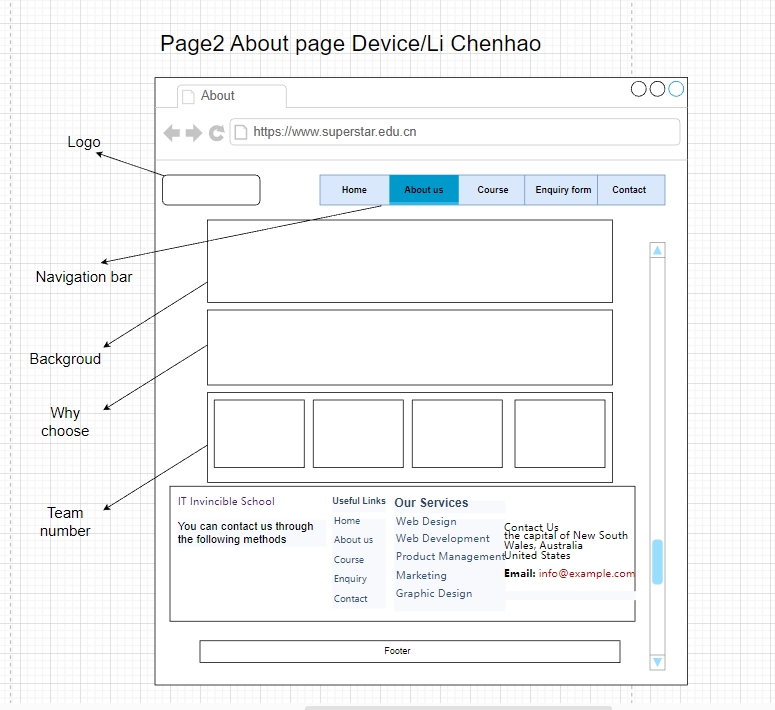 Page2 About page Device/Li Chenhao
About
https://www.superstar.edu.cn
Logo
Home
About us
Course
Enquiry form
Contact
Navigation bar
Backgroud
Why
choose
Team
number
IT Invincible School
You can contact us through
the following methods
Useful Links
Home
About us
Course
Enquiry
Contact
Our Services
Web Design
Web Development
Product Management
Marketing
Graphic Design
Contact Us
the capital of New South
Wales, Australia
United States
Email: info@example.com
Footer